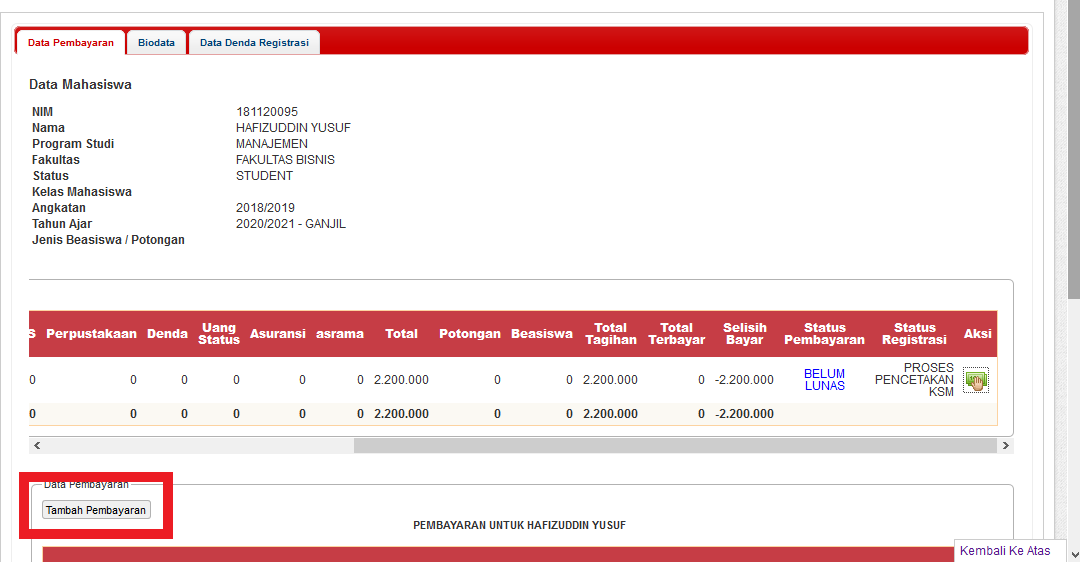 Data Pembayaran Biodata Data Denda Registrasi
Data Mahasiswa
NIM 181120095
Nama HAFIZUDDIN YUSUF
Program Studi MANAJEMEN
Fakultas FAKULTAS BISNIS
Status STUDENT
Kelas Mahasiswa
Angkatan 2018/2019
Tahun Ajar 2020/2021 - GANJIL
Jenis Beasiswa / Potongan
S Perpustakaan Denda Uang Status Asuransi asrama Total Potongan Beasiswa Total Tagihan Total Terbayar Selisih Bayar Status Pembayaran Status Registrasi Aksi
0 0 0 0 0 0 2.200.000 0 0 2.200.000 0 -2.200.000 BELUM LUNAS PROSES PENCETAKAN KSM
0 0 0 0 0 0 2.200.000 0 0 2.200.000 0 -2.200.000
Data Pembayaran
Tambah Pembayaran
PEMBAYARAN UNTUK HAFIZUDDIN YUSUF
Kembali Ke Atas